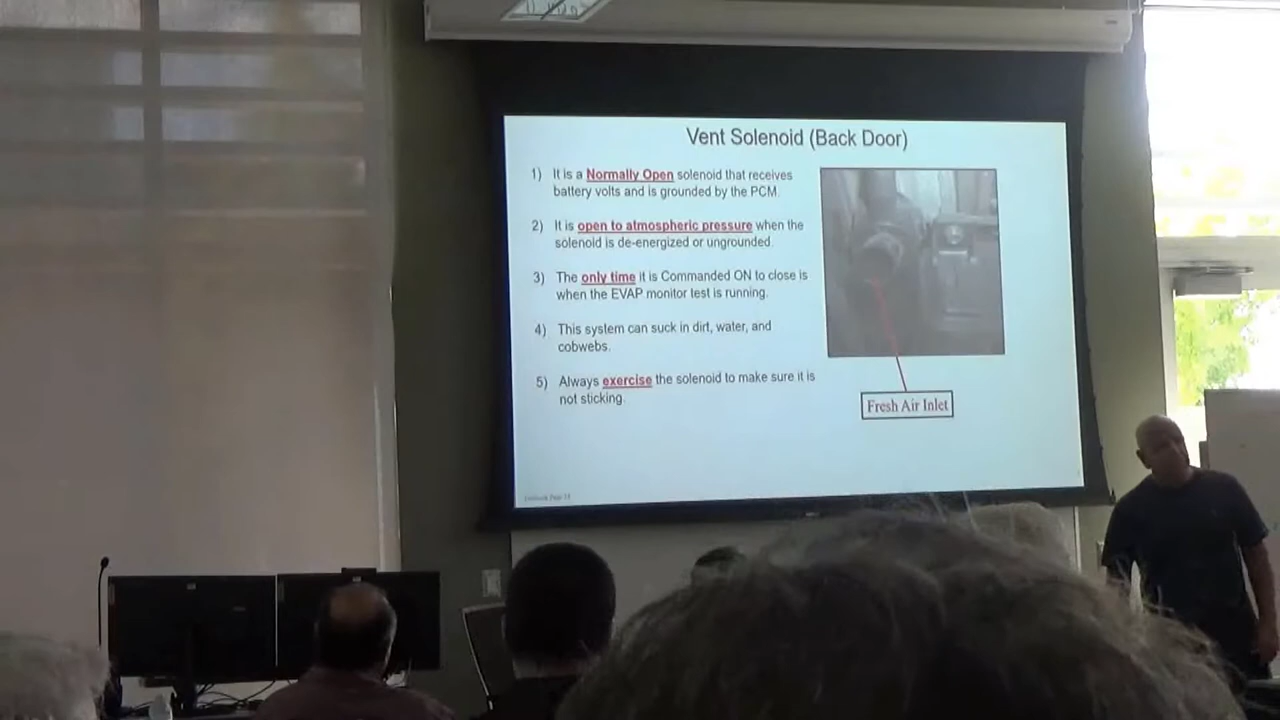 Vent Solenoid (Back Door)
1) It is a Normally Open solenoid that receives
battery volts and is grounded by the PCM.
2) It is open to atmospheric pressure when the
solenoid is de-energized or ungrounded.
3) The only time it is Commanded ON to close is
when the EVAP monitor test is running.
4) This system can suck in dirt, water, and
cobwebs.
5) Always exercise the solenoid to make sure it is
not sticking.
Fresh Air Inlet